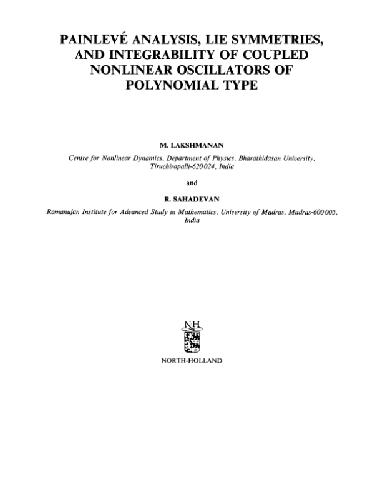 PAINLEVÉ ANALYSIS, LIE SYMMETRIES,
AND INTEGRABILITY OF COUPLED
NONLINEAR OSCILLATORS OF
POLYNOMIAL TYPE
M. LAKSHMANAN
Centre for Nonlinear Dynamics, Department of Physics, Bharathidasan University,
Tiruchirapalli-620024, India
and
R. SAHADEVAN
Ramanujan Institute for Advanced Study in Mathematics, University of Madras, Madras-600005,
India
NH
NORTH-HOLLAND